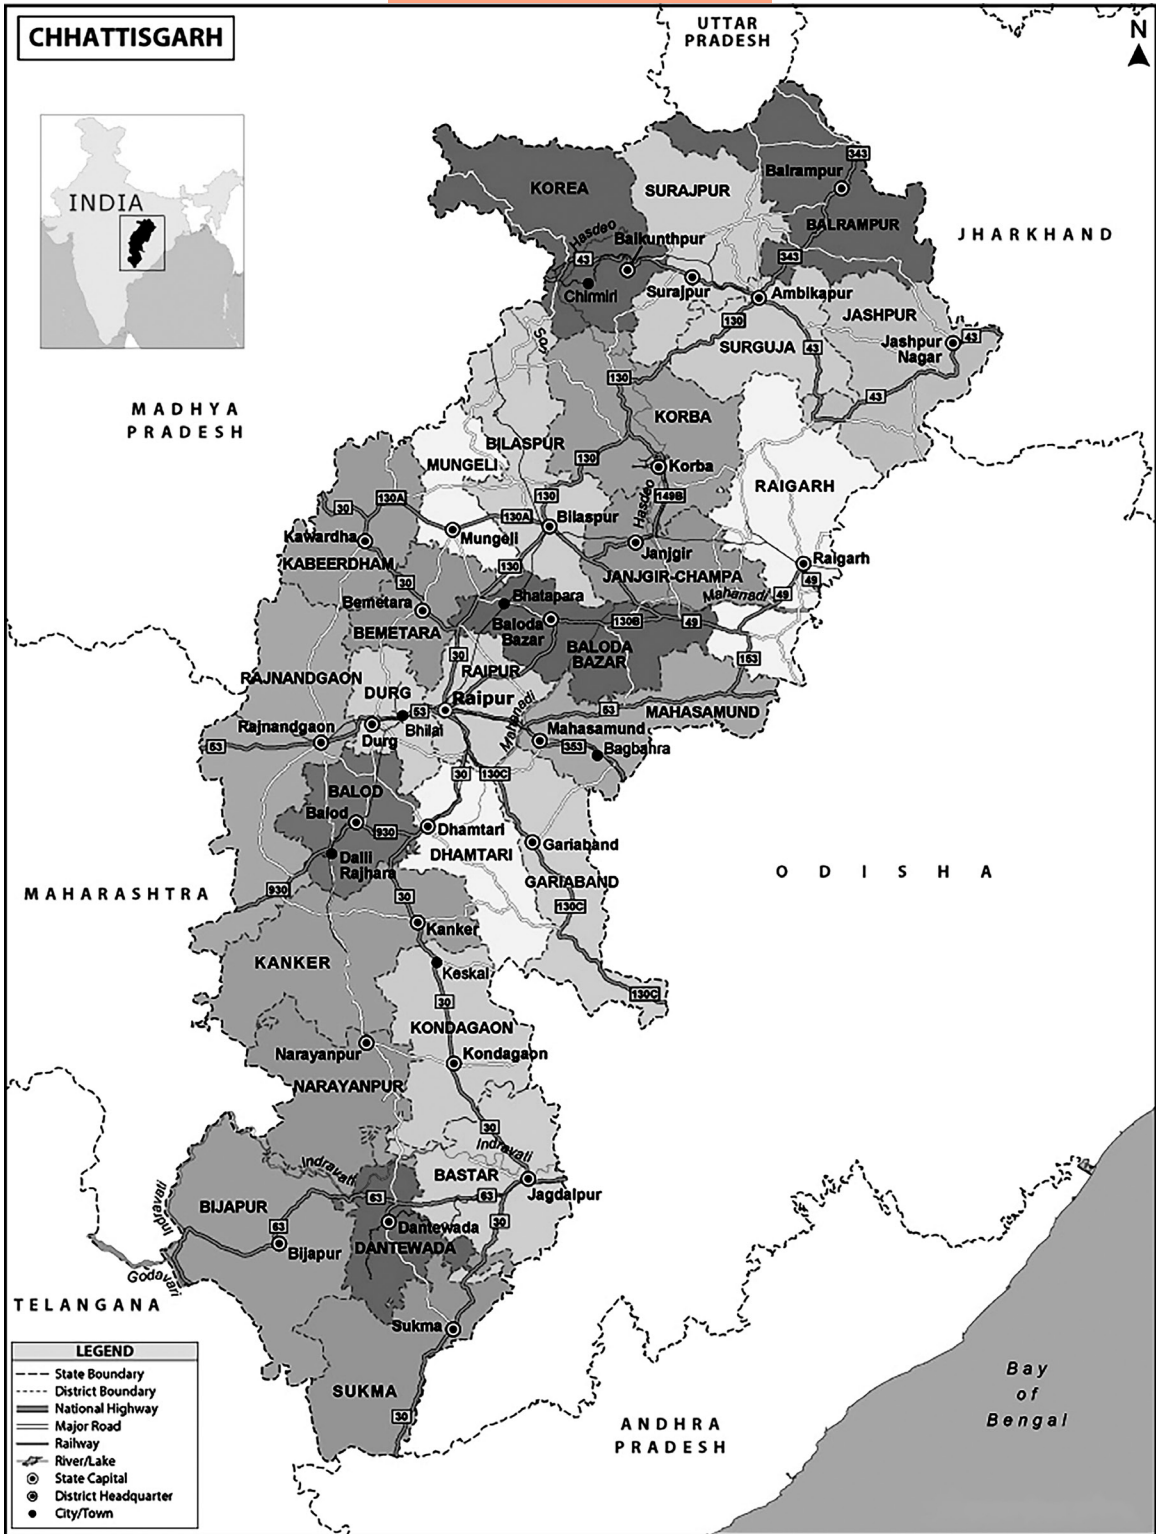 CHHATTISGARH
UTTAR
PRADESH
N
INDIA
343
Balrampur
KOREA
SURAJPUR
BALRAMPUR
JHARKHAND
Hasdeo
Baikunthpur
43
343
Chirmiri
Surajpur
Ambikapur
JASHPUR
130
Son
SURGUJA
43
Jashpur
Nagar
43
130
43
MADHYA
PRADESH
KORBA
BILASPUR
MUNGELI
130
Korba
RAIGARH
130A
130
149B
30
130A
Bilaspur
Hasdeo
Kawardha
Mungeli
Janjgir
Raigarh
KABEERDHAM
130
JANJGIR-CHAMPA
49
30
Bhatapara
Mahanadi
49
Bemetara
Baloda
Bazar
130B
49
BEMETARA
BALODA
BAZAR
30
153
RAIPUR
RAJNANDGAON
DURG
Raipur
53
53
MAHASAMUND
Mahanadi
Rajnandgaon
Bhilai
Mahasamund
Durg
53
353
Bagbahra
30
130C
BALOD
Balod
930
Dhamtari
Gariaband
Dalli
Rajhara
DHAMTARI
ODISHA
MAHARASHTRA
930
30
GARIABAND
130C
Kanker
KANKER
Keskal
130C
30
KONDAGAON
Narayanpur
Kondagaon
NARAYANPUR
30
Indravati
Indravati
BASTAR
Indravati
BIJAPUR
63
63
Jagdalpur
63
Dantewada
30
Bijapur
DANTEWADA
Godavari
TELANGANA
Sukma
LEGEND
State Boundary
District Boundary
National Highway
Major Road
Railway
River/Lake
State Capital
District Headquarter
City/Town
SUKMA
30
ANDHRA
PRADESH
Bay
of
Bengal